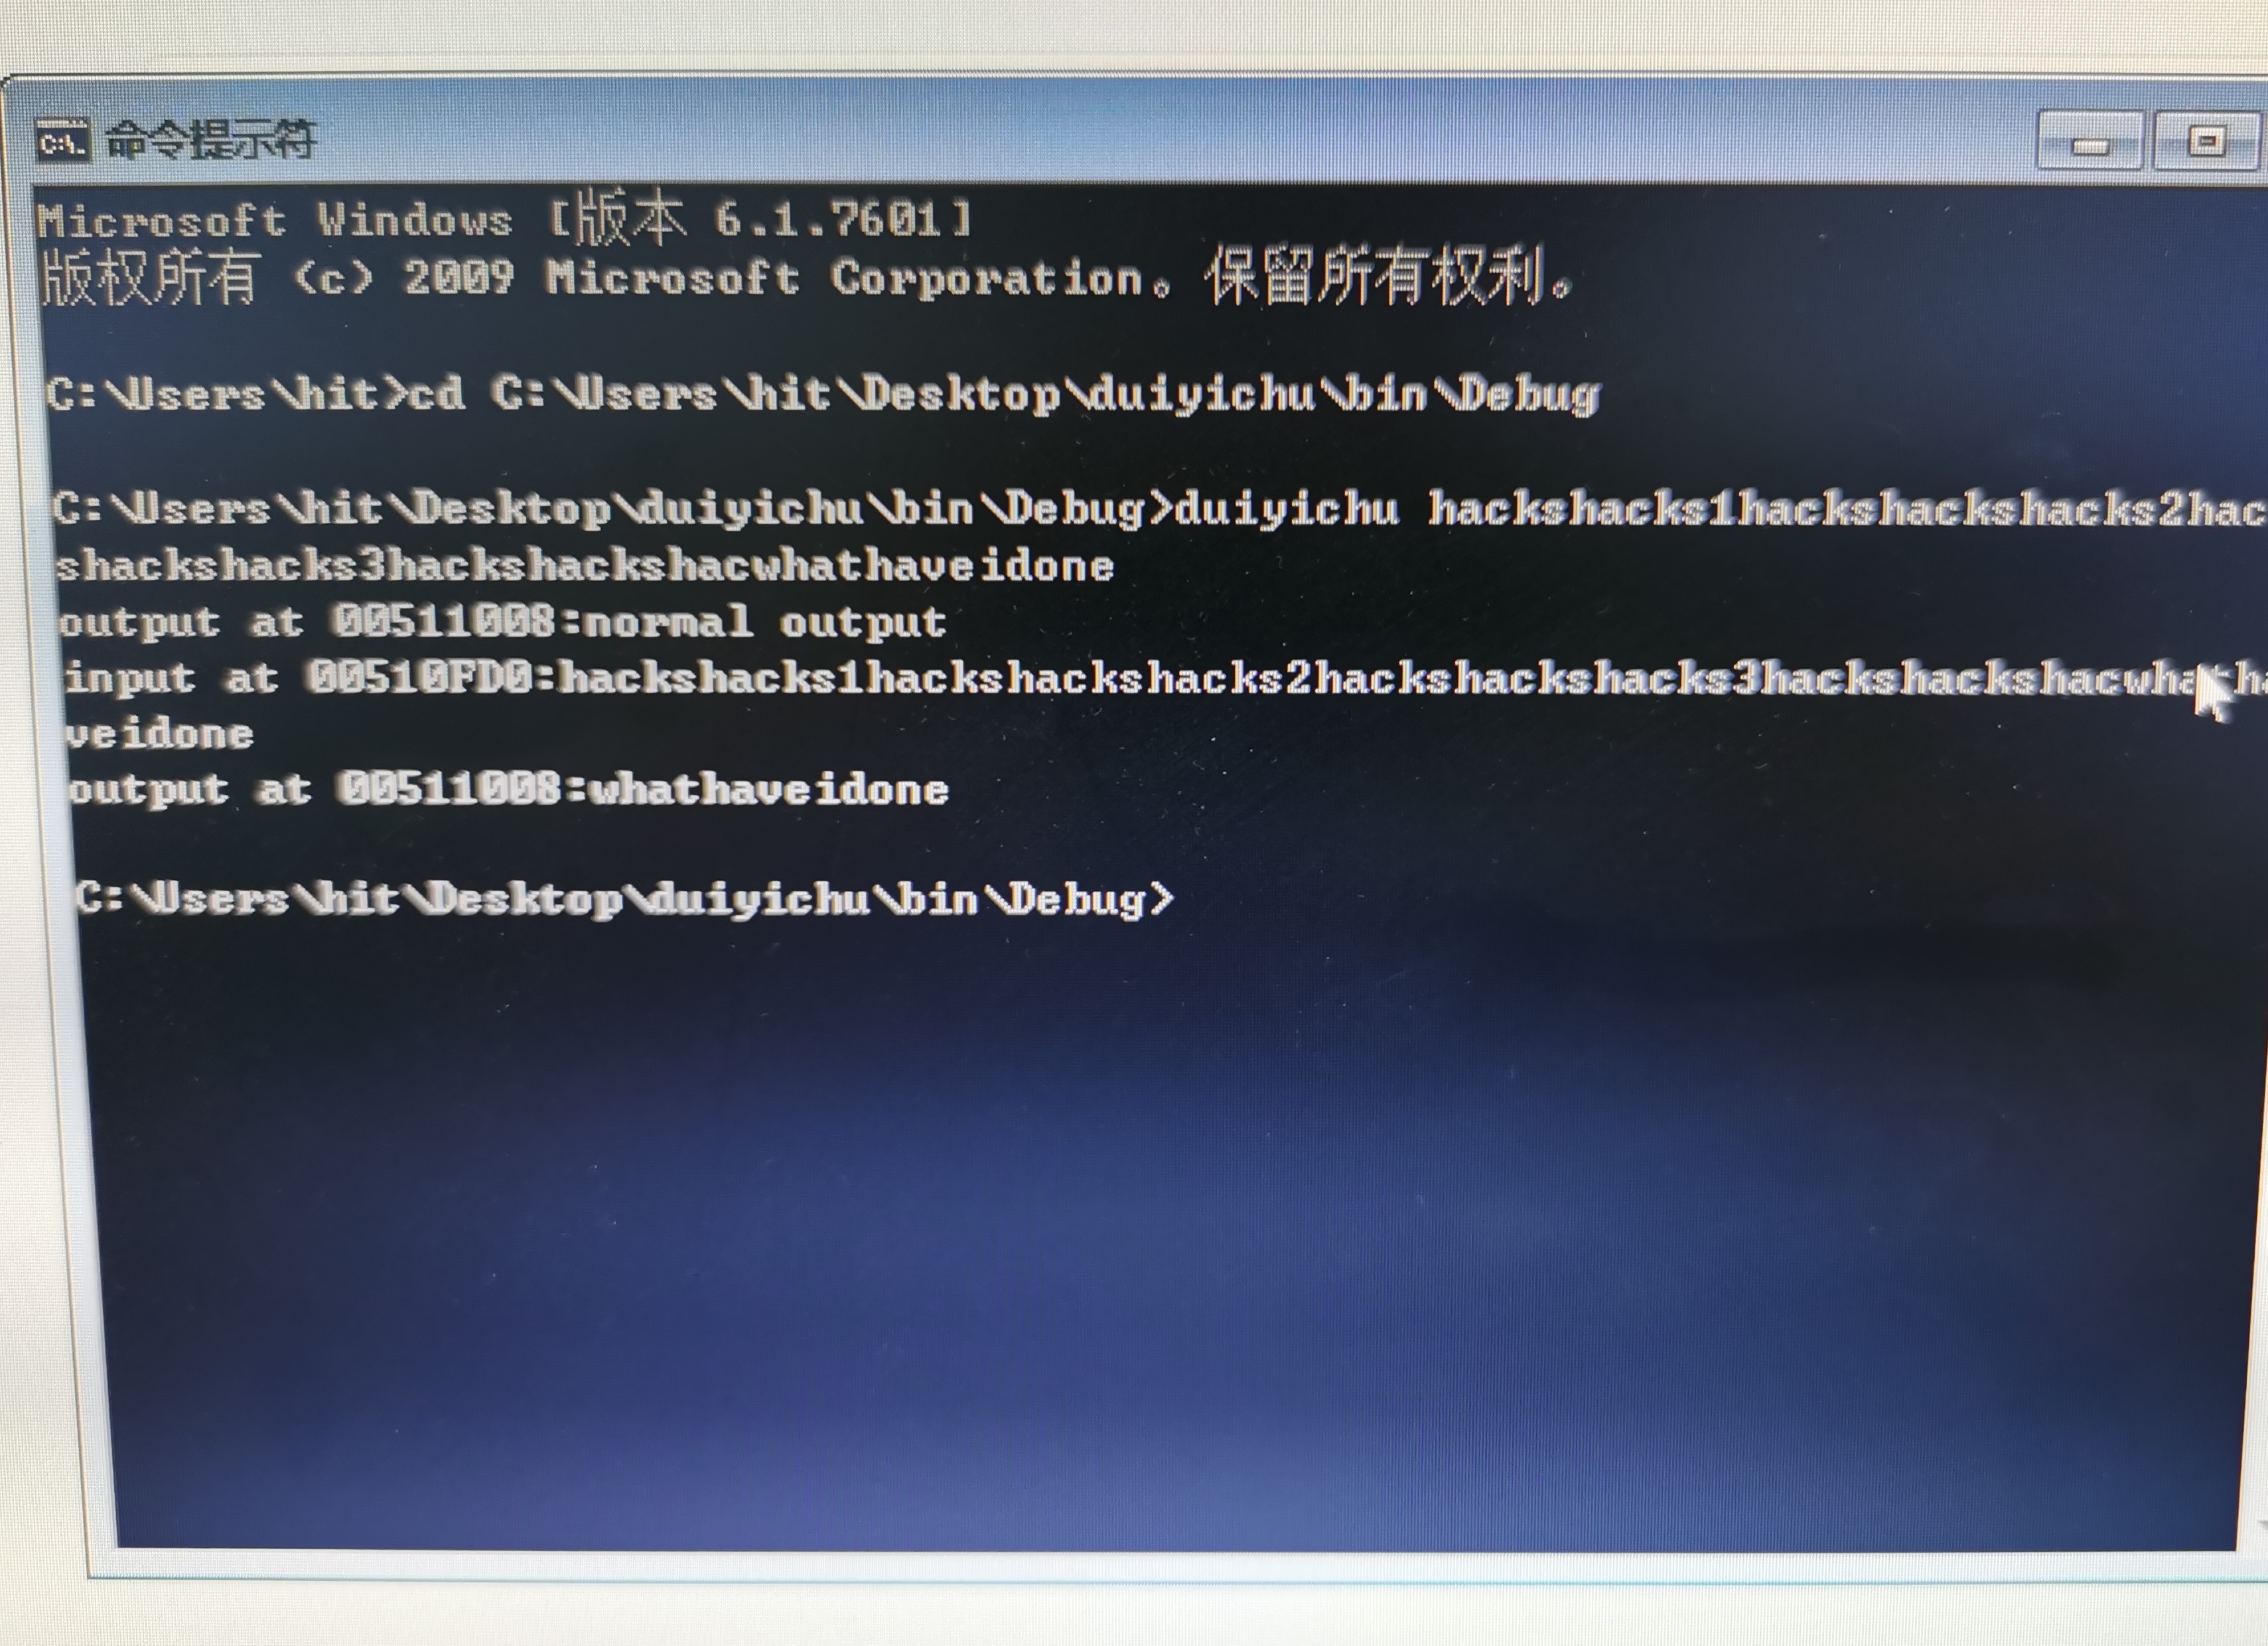 命令提示符
Microsoft Windows [版本 6.1.7601]
版权所有 (c) 2009 Microsoft Corporation。保留所有权利。
C:\Users\hit>cd C:\Users\hit\Desktop\duiyichu\bin\Debug
C:\Users\hit\Desktop\duiyichu\bin\Debug>duiyichu hackshacks1hackshackshacks2hac
shackshacks3hackshackshacwhathaveidone
output at 00511008:normal output
input at 00510FD0:hackshacks1hackshackshacks2hackshackshacks3hackshackshacwhatha
veidone
output at 00511008:whathaveidone
C:\Users\hit\Desktop\duiyichu\bin\Debug>